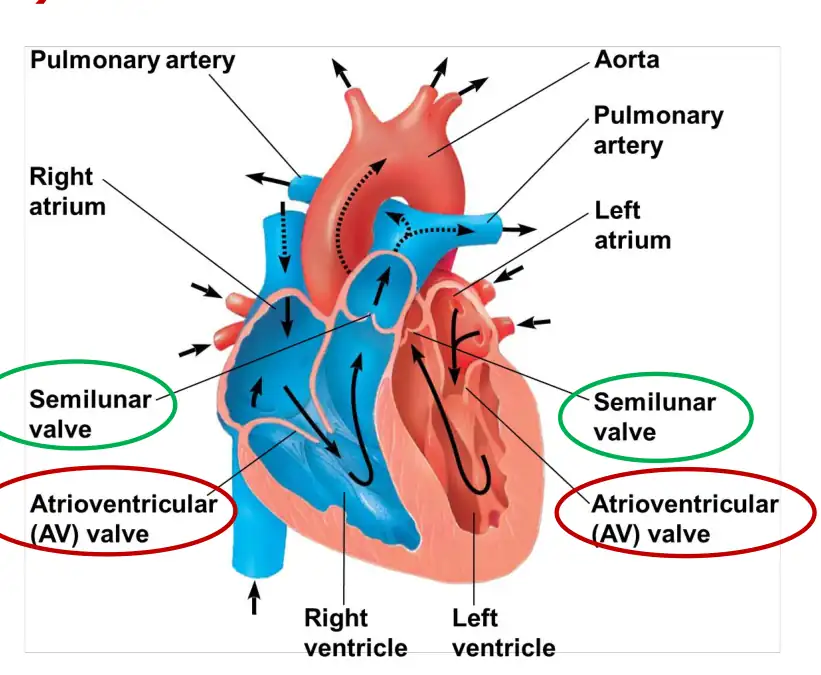 Pulmonary artery
Aorta
Pulmonary
artery
Right
atrium
Left
atrium
Semilunar
valve
Semilunar
valve
Atrioventricular
(AV) valve
Atrioventricular
(AV) valve
Right
ventricle
Left
ventricle